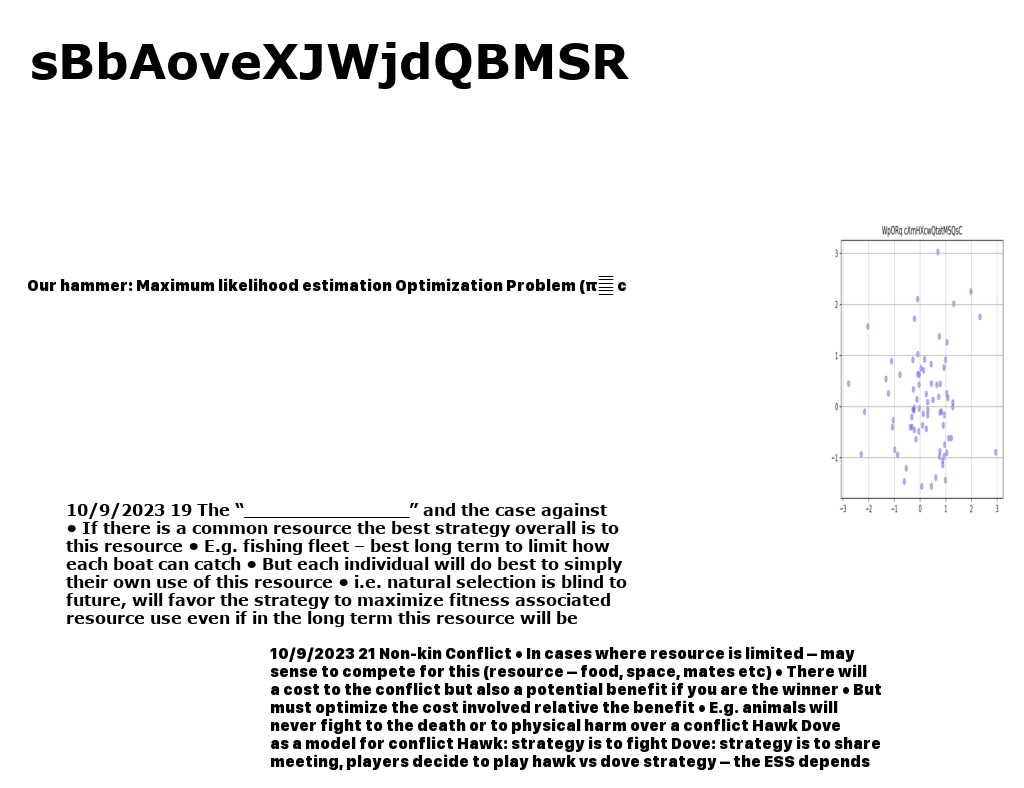 sBbAoveXJWjdQBMSR
WpORq cXmHXcwQtatMSQsC
3
2
1
0
−1
−3 −2 −1 0 1 2 3
Our hammer: Maximum likelihood estimation Optimization Problem (π c
10/9/2023 19 The “____________________” and the case against
• If there is a common resource the best strategy overall is to
this resource • E.g. fishing fleet – best long term to limit how
each boat can catch • But each individual will do best to simply
their own use of this resource • i.e. natural selection is blind to
future, will favor the strategy to maximize fitness associated
resource use even if in the long term this resource will be
10/9/2023 21 Non-kin Conflict • In cases where resource is limited – may
sense to compete for this (resource – food, space, mates etc) • There will
a cost to the conflict but also a potential benefit if you are the winner • But
must optimize the cost involved relative the benefit • E.g. animals will
never fight to the death or to physical harm over a conflict Hawk Dove
as a model for conflict Hawk: strategy is to fight Dove: strategy is to share
meeting, players decide to play hawk vs dove strategy – the ESS depends